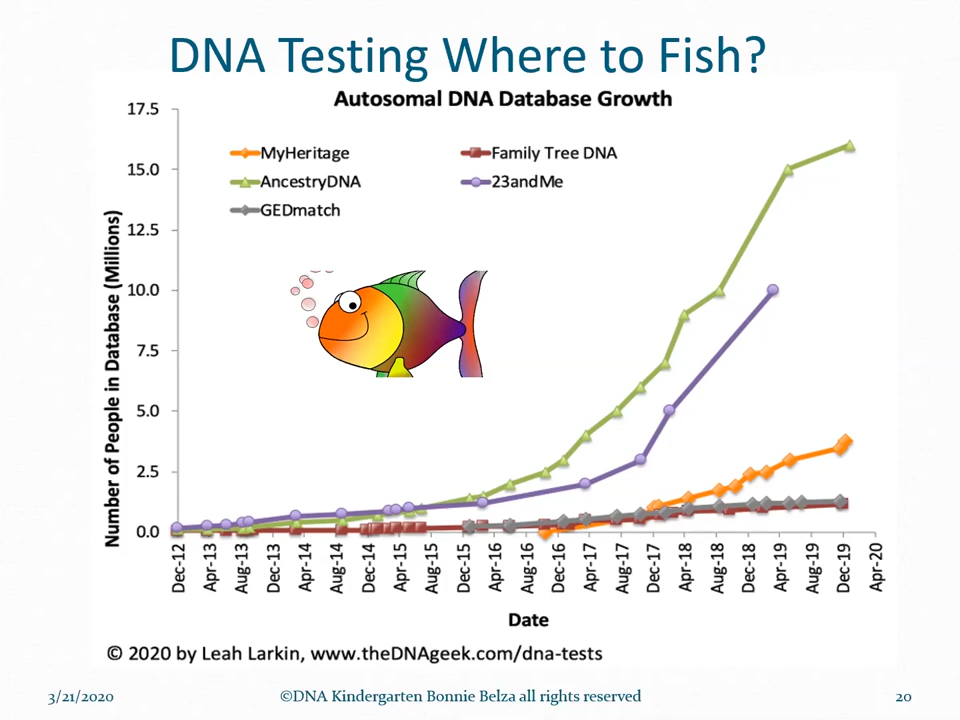 DNA Testing Where to Fish?
Autosomal DNA Database Growth
17.5
15.0
12.5
10.0
7.5
5.0
2.5
0.0
Number of People in Database (Millions)
MyHeritage
Family Tree DNA
AncestryDNA
23andMe
GEDmatch
Dec-12
Apr-13
Aug-13
Dec-13
Apr-14
Aug-14
Dec-14
Apr-15
Aug-15
Dec-15
Apr-16
Aug-16
Dec-16
Apr-17
Aug-17
Dec-17
Apr-18
Aug-18
Dec-18
Apr-19
Aug-19
Dec-19
Apr-20
Date
© 2020 by Leah Larkin, www.theDNAgeek.com/dna-tests
3/21/2020
©DNA Kindergarten Bonnie Belza all rights reserved
20